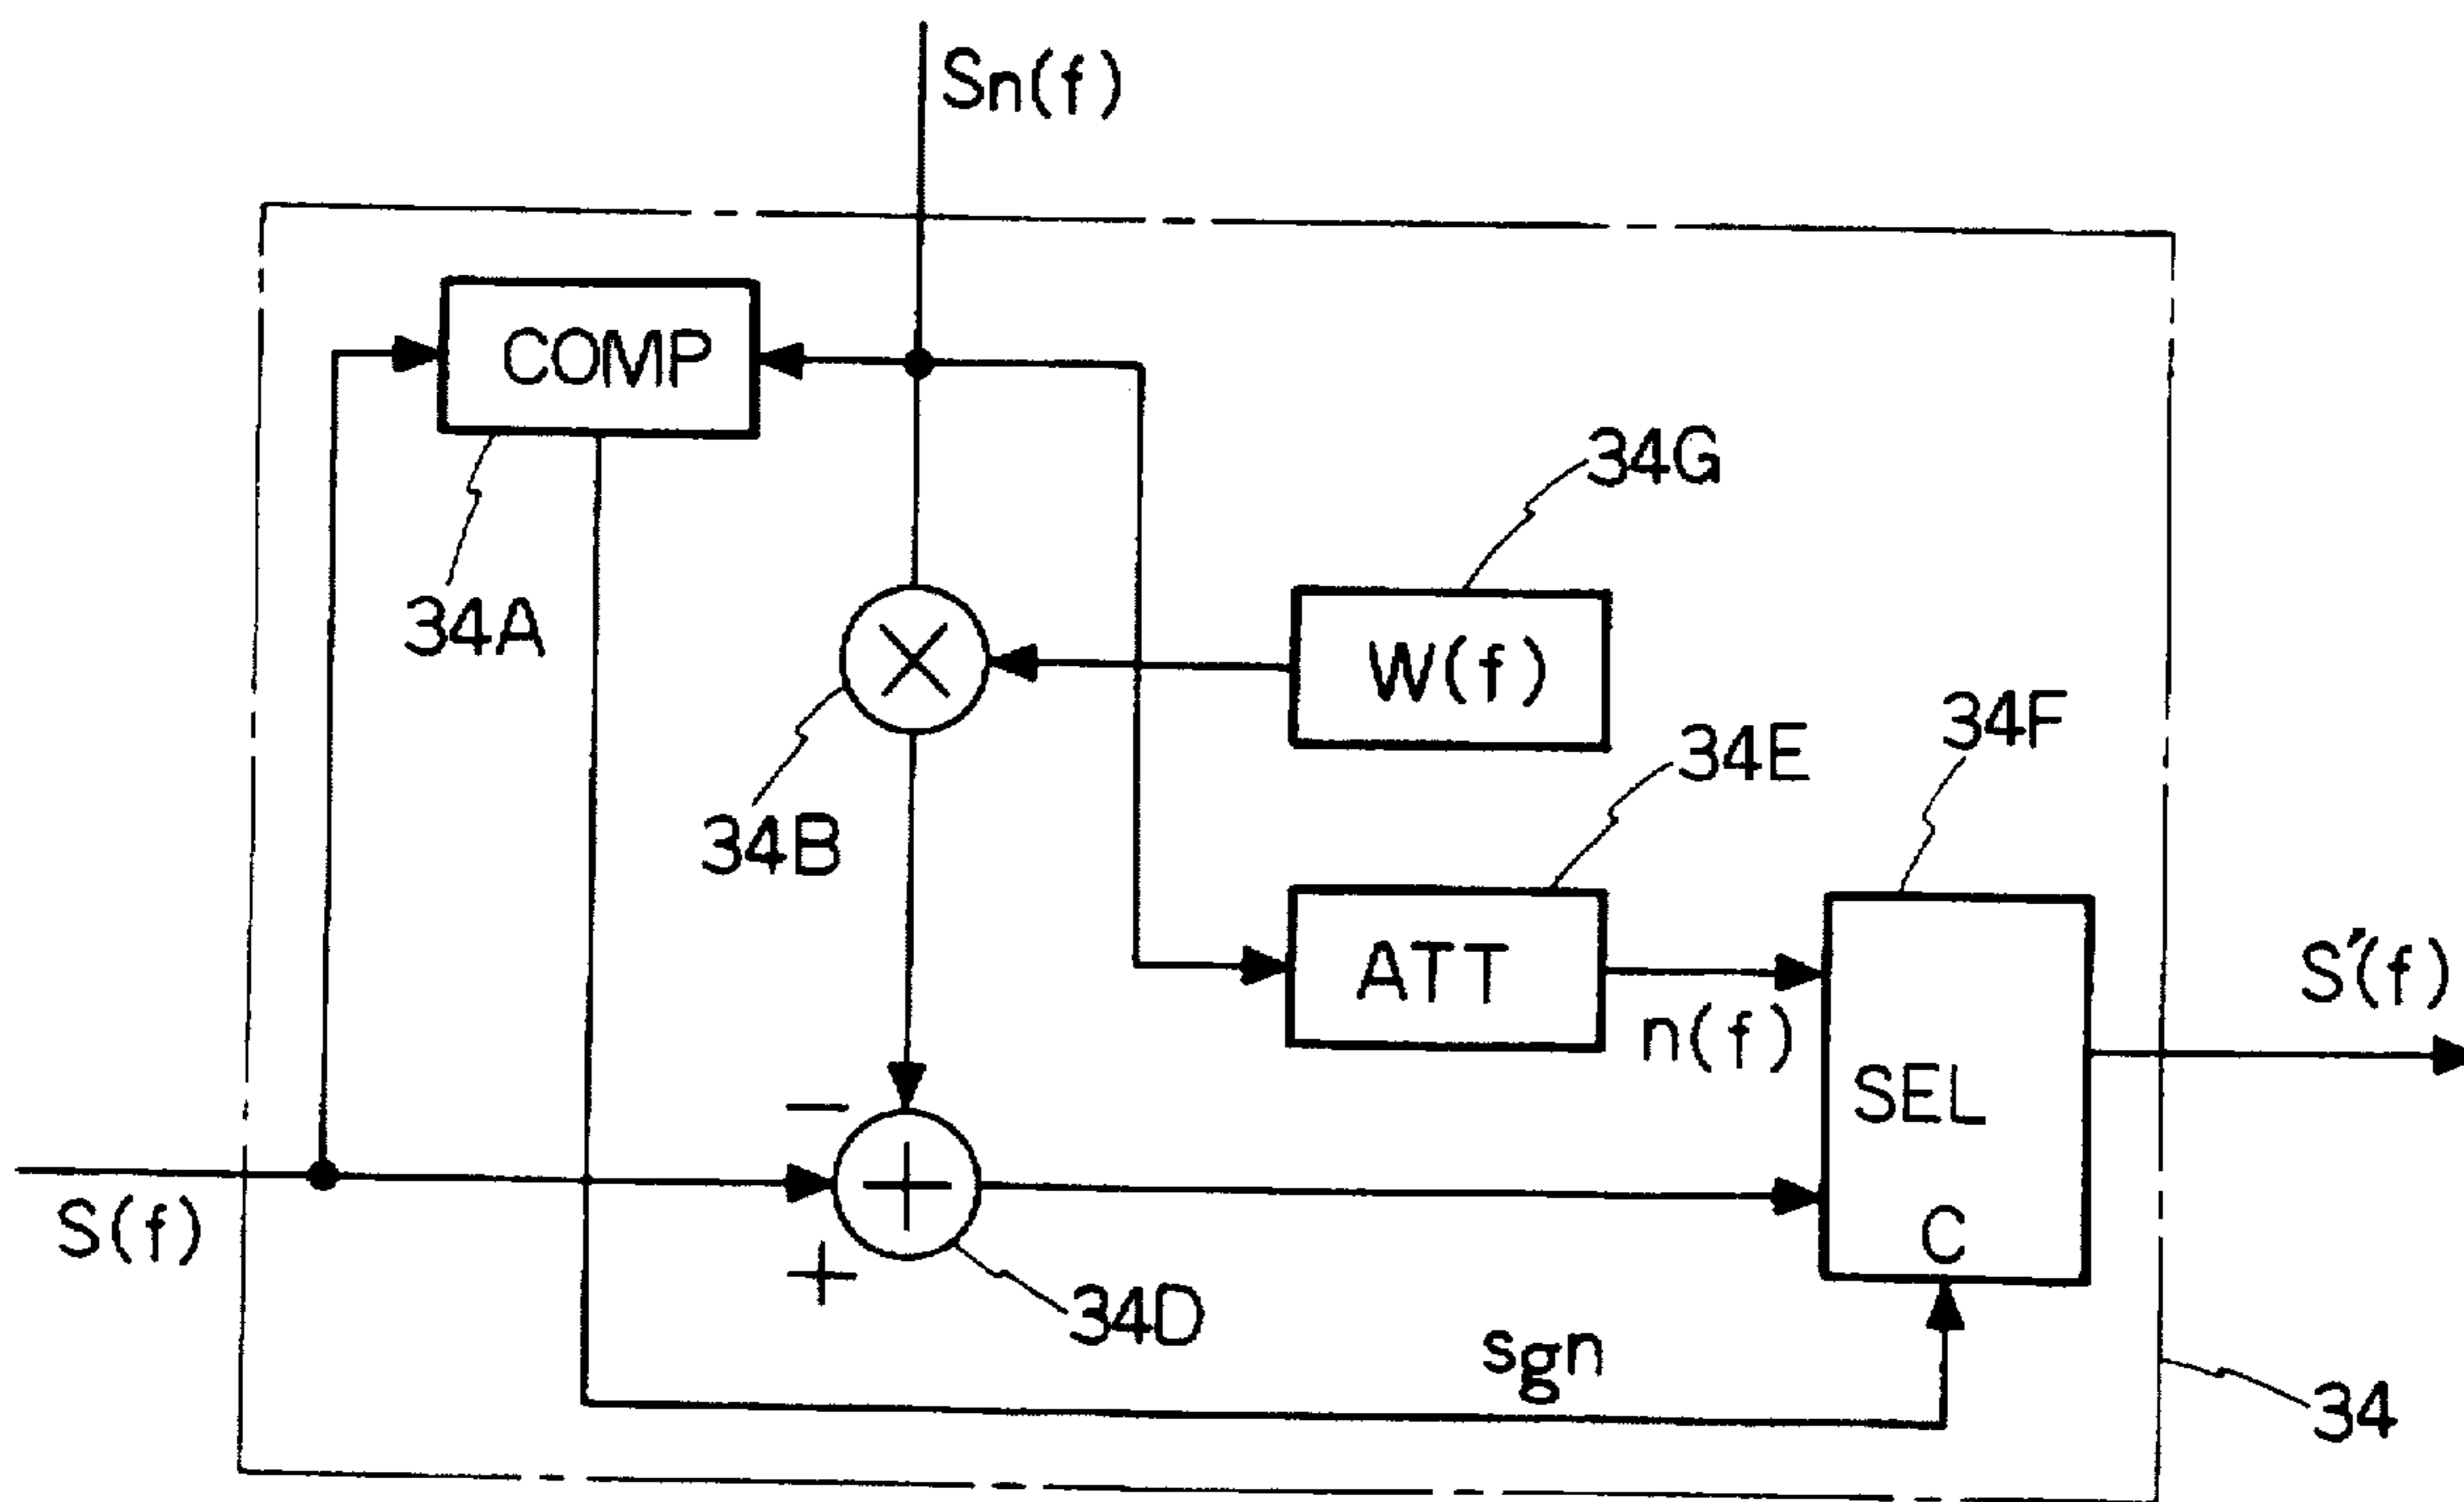 Sn(f)
COMP
34A
34G
W(f)
34B
34E
34F
ATT
n(f)
SEL
C
S'(f)
S(f)
−
+
34D
sgn
34